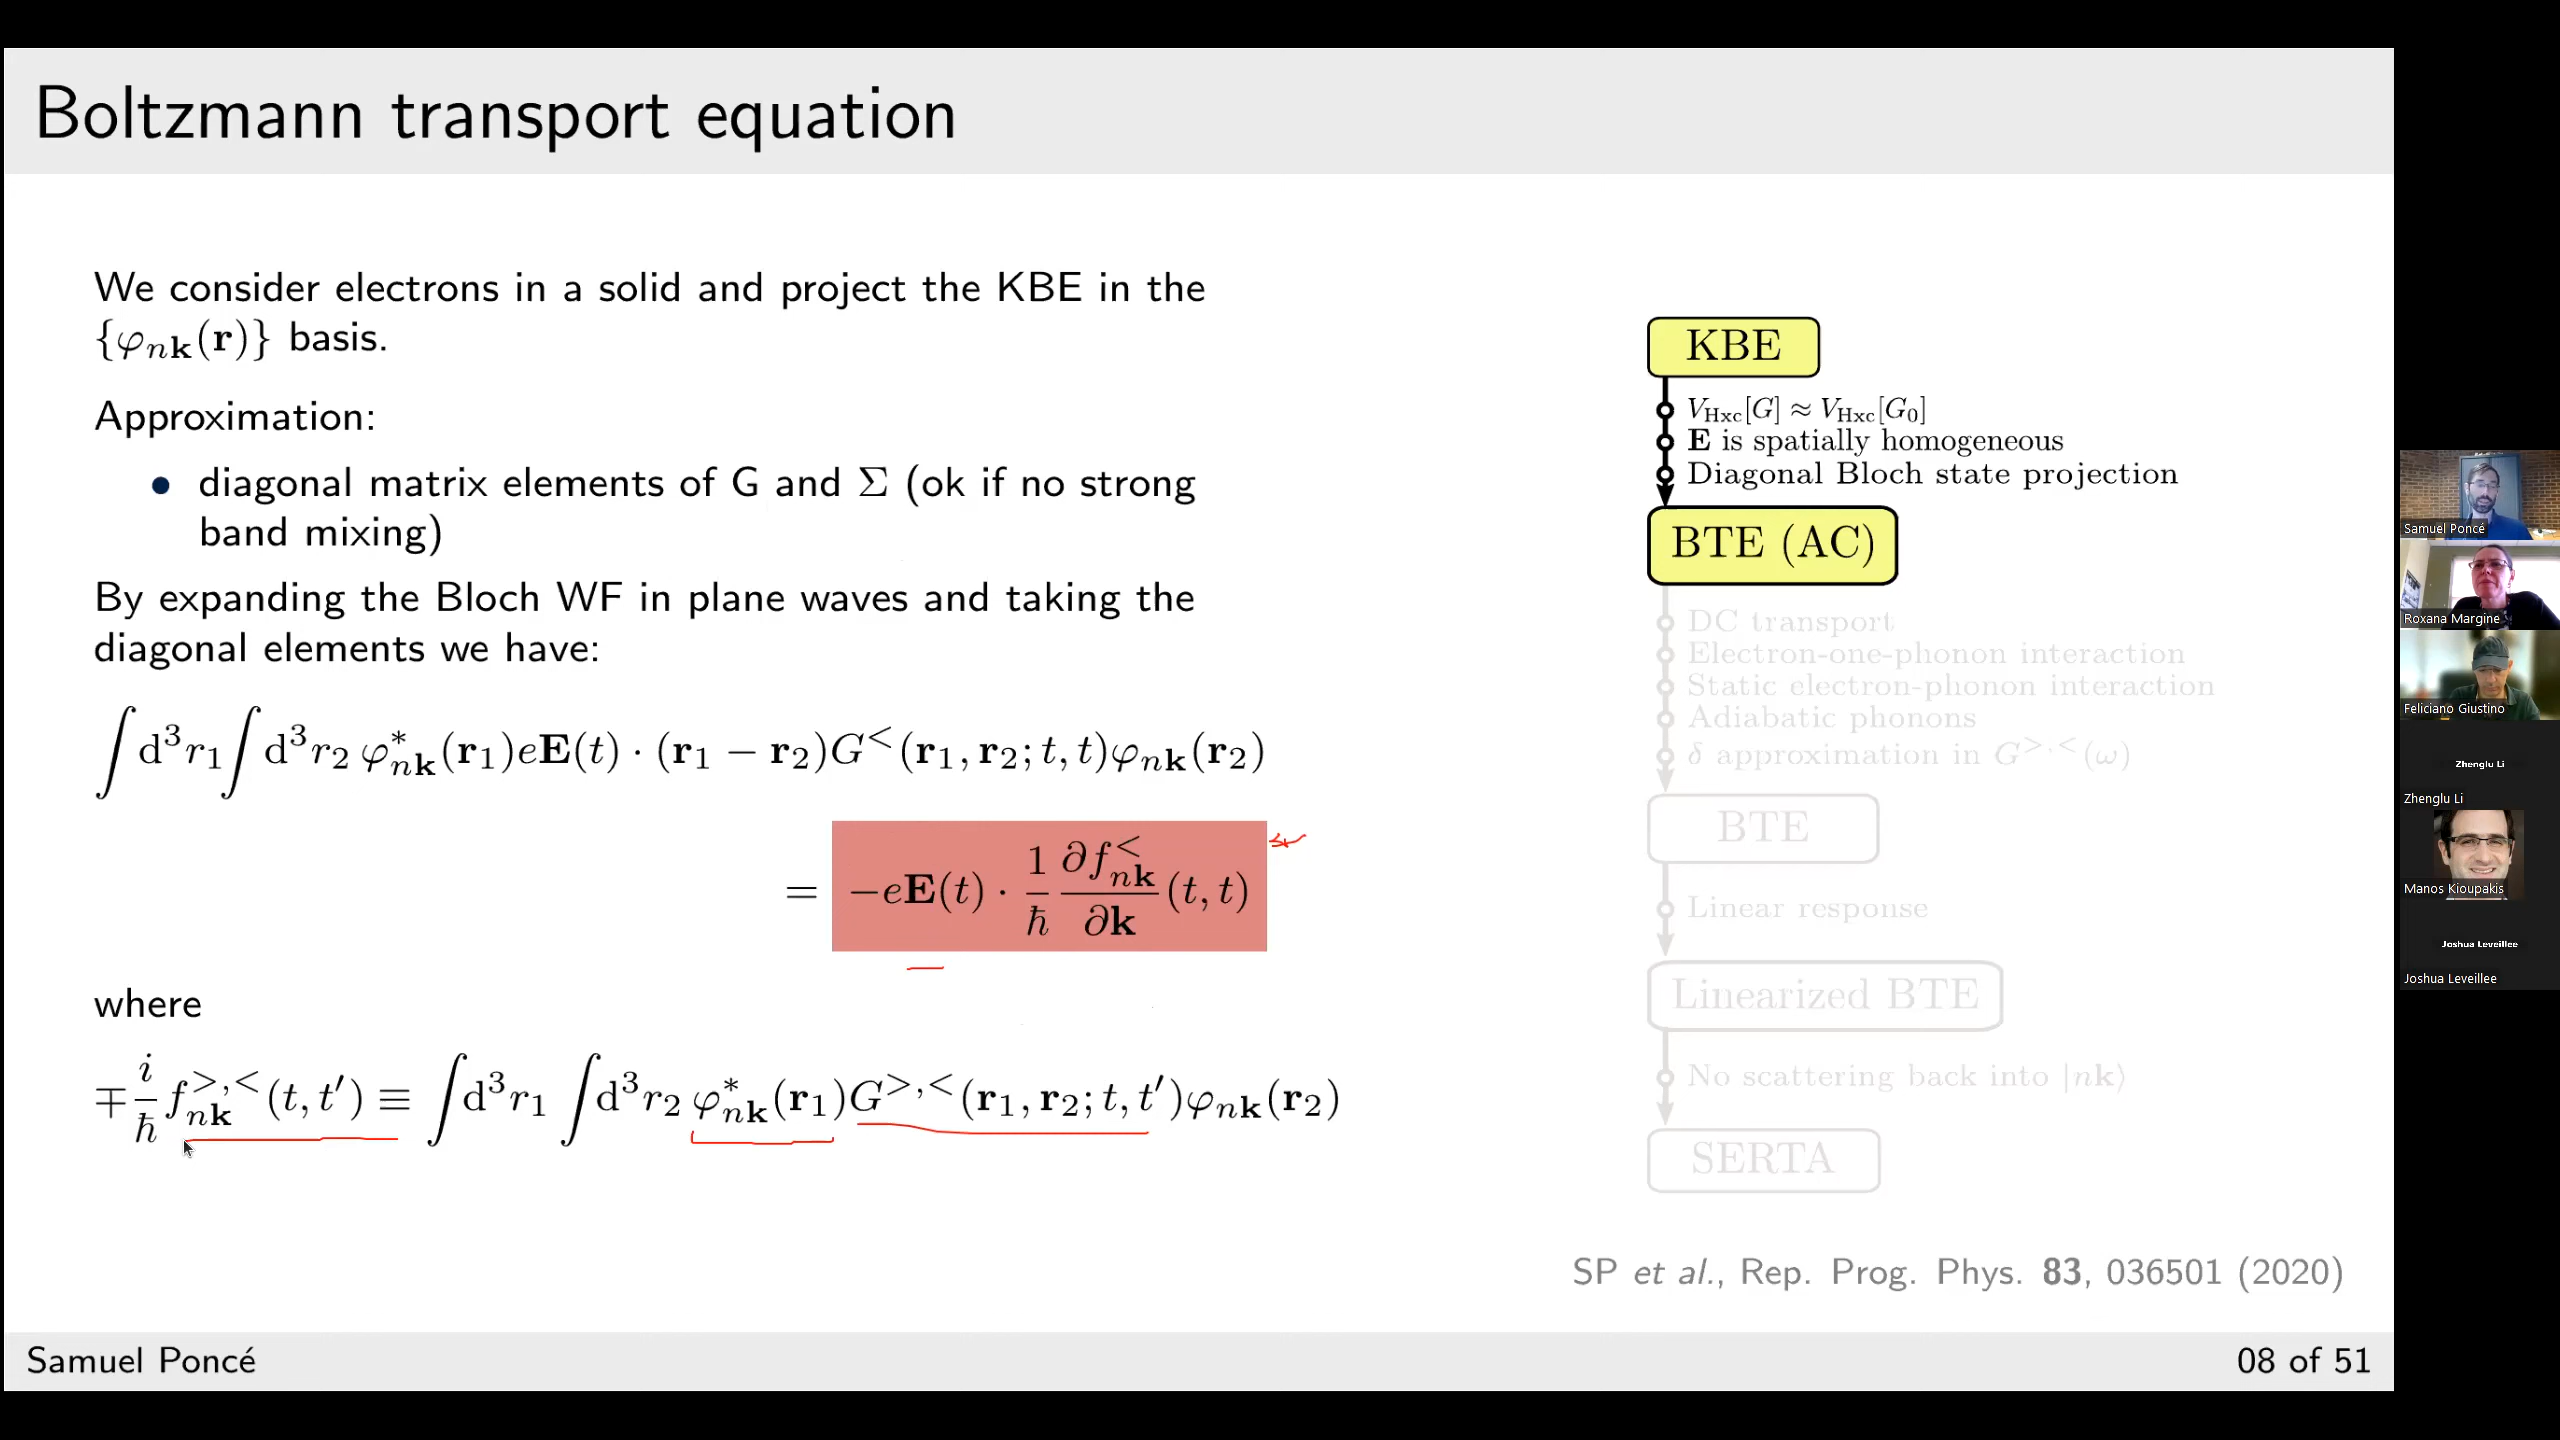 Boltzmann transport equation
We consider electrons in a solid and project the KBE in the
{φnk(r)} basis.
Approximation:
• diagonal matrix elements of G and Σ (ok if no strong
band mixing)
By expanding the Bloch WF in plane waves and taking the
diagonal elements we have:
∫d³r₁∫d³r₂ φ*nk(r₁)eE(t) · (r₁ − r₂)G<(r₁, r₂; t, t)φnk(r₂)
= −eE(t) · 1/ħ ∂f<nk/∂k (t, t)
where
∓ i/ħ f>,<nk(t, t′) ≡ ∫d³r₁ ∫d³r₂ φ*nk(r₁)G>,<(r₁, r₂; t, t′)φnk(r₂)
KBE
VHxc[G] ≈ VHxc[G₀]
E is spatially homogeneous
Diagonal Bloch state projection
BTE (AC)
DC transport
Electron-one-phonon interaction
Static electron-phonon interaction
Adiabatic phonons
δ approximation in G>,<(ω)
BTE
Linear response
Linearized BTE
No scattering back into |nk⟩
SERTA
SP et al., Rep. Prog. Phys. 83, 036501 (2020)
Samuel Poncé
08 of 51
Samuel Poncé
Roxana Margine
Feliciano Giustino
Zhenglu Li
Zhenglu Li
Manos Kioupakis
Joshua Leveillee
Joshua Leveillee